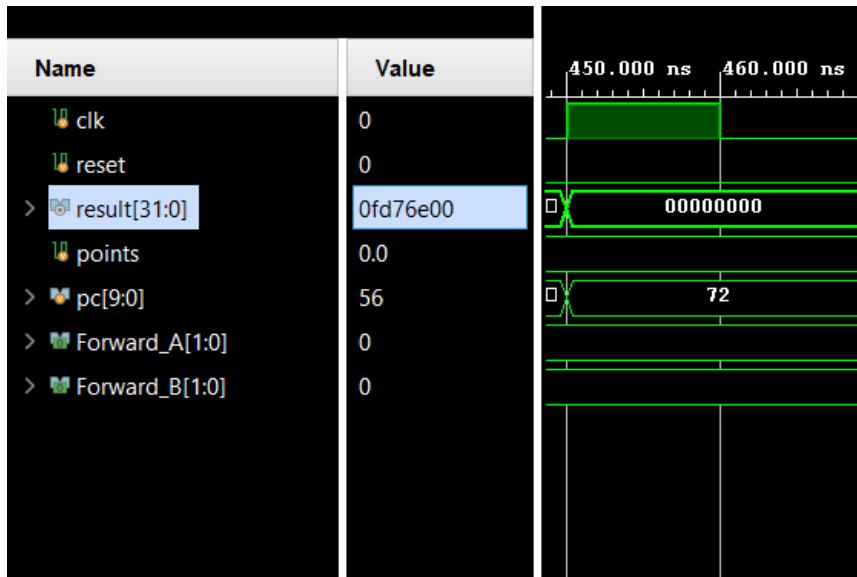 Name Value 450.000 ns 460.000 ns
clk 0
reset 0
result[31:0] 0fd76e00 00000000
points 0.0
pc[9:0] 56 72
Forward_A[1:0] 0
Forward_B[1:0] 0